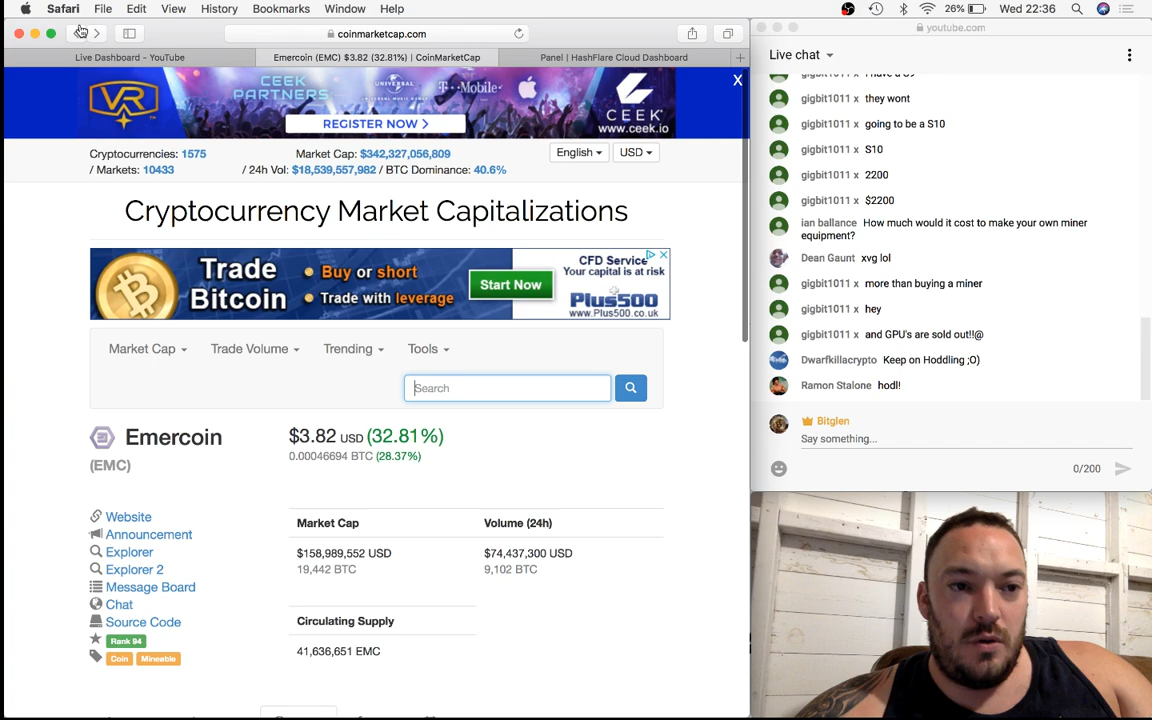 Safari File Edit View History Bookmarks Window Help
26% Wed 22:36
coinmarketcap.com
Live Dashboard - YouTube
Emercoin (EMC) $3.82 (32.81%) | CoinMarketCap
Panel | HashFlare Cloud Dashboard
VR
CEEK
PARTNERS
UNIVERSAL
T-Mobile
REGISTER NOW >
CEEK
www.ceek.io
X
Cryptocurrencies: 1575
/ Markets: 10433
Market Cap: $342,327,056,809
/ 24h Vol: $18,539,557,982 / BTC Dominance: 40.6%
English
USD
Cryptocurrency Market Capitalizations
Trade
Bitcoin
Buy or short
Trade with leverage
Start Now
CFD Service
Your capital is at risk
Plus500
www.Plus500.co.uk
Market Cap Trade Volume Trending Tools
Search
Emercoin
(EMC)
$3.82 USD (32.81%)
0.00046694 BTC (28.37%)
Website
Announcement
Explorer
Explorer 2
Message Board
Chat
Source Code
Rank 94
Coin Mineable
Market Cap
$158,989,552 USD
19,442 BTC
Volume (24h)
$74,437,300 USD
9,102 BTC
Circulating Supply
41,636,651 EMC
youtube.com
Live chat
gigbit1011 x they wont
gigbit1011 x going to be a S10
gigbit1011 x S10
gigbit1011 x 2200
gigbit1011 x $2200
ian ballance How much would it cost to make your own miner
equipment?
Dean Gaunt xvg lol
gigbit1011 x more than buying a miner
gigbit1011 x hey
gigbit1011 x and GPU's are sold out!!@
Dwarfkillacrypto Keep on Hoddling ;O)
Ramon Stalone hodl!
Bitglen
Say something...
0/200